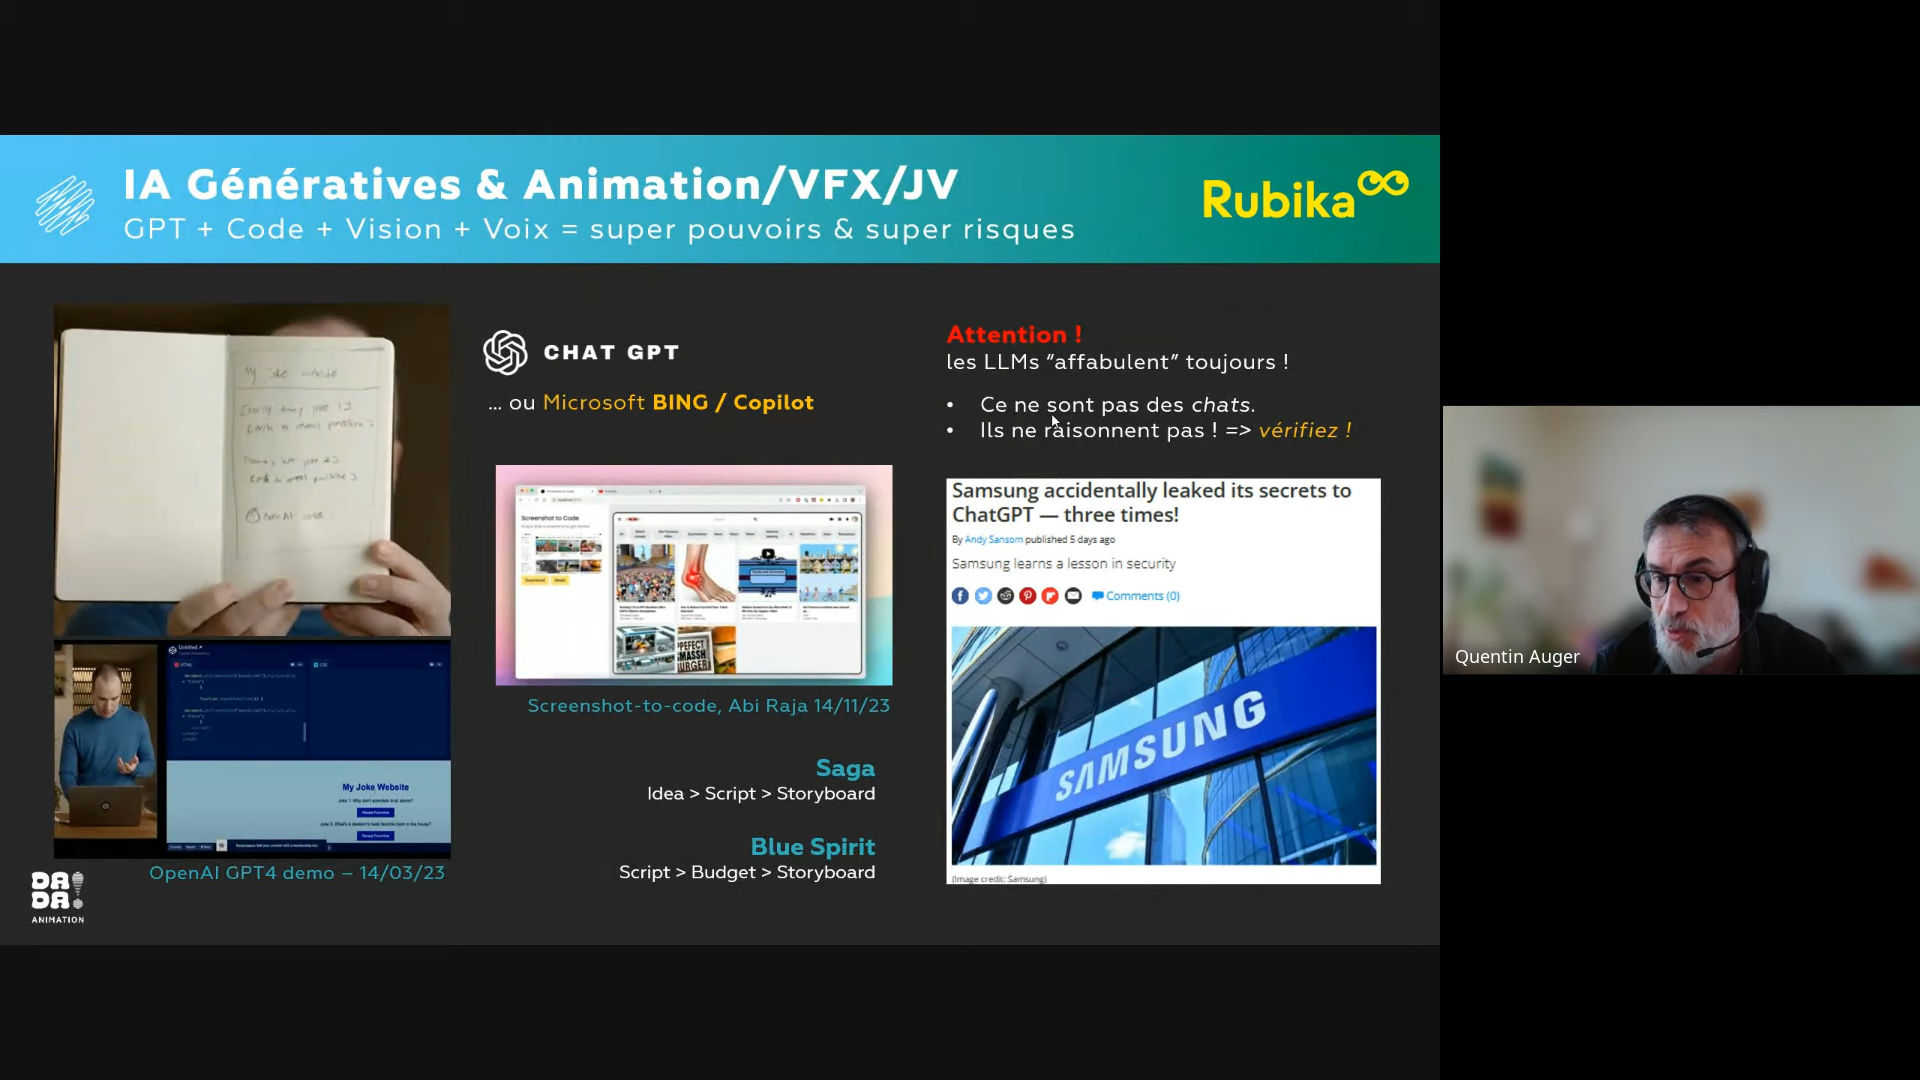 IA Génératives & Animation/VFX/JV
GPT + Code + Vision + Voix = super pouvoirs & super risques
Rubika
My Joke Website
OpenAI GPT4 demo – 14/03/23
DADA!
ANIMATION
CHAT GPT
... ou Microsoft BING / Copilot
Screenshot to Code
Screenshot-to-code, Abi Raja 14/11/23
Saga
Idea > Script > Storyboard
Blue Spirit
Script > Budget > Storyboard
Attention !
les LLMs “affabulent” toujours !
• Ce ne sont pas des chats.
• Ils ne raisonnent pas ! => vérifiez !
Samsung accidentally leaked its secrets to
ChatGPT — three times!
By Andy Sansom published 5 days ago
Samsung learns a lesson in security
Comments (0)
SAMSUNG
(Image credit: Samsung)
Quentin Auger